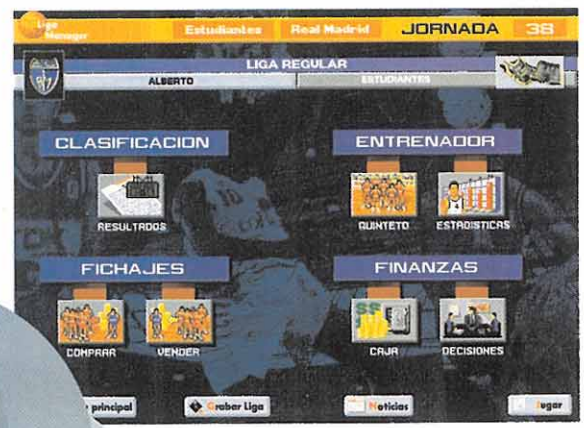 Liga Manager
Estudiantes Real Madrid JORNADA 38
LIGA REGULAR
ALBERTO ESTUDIANTES
CLASIFICACION
ENTRENADOR
RESULTADOS
QUINTETO ESTADISTICAS
FICHAJES
FINANZAS
COMPRAR VENDER
CAJA DECISIONES
principal Grabar Liga Noticias Jugar